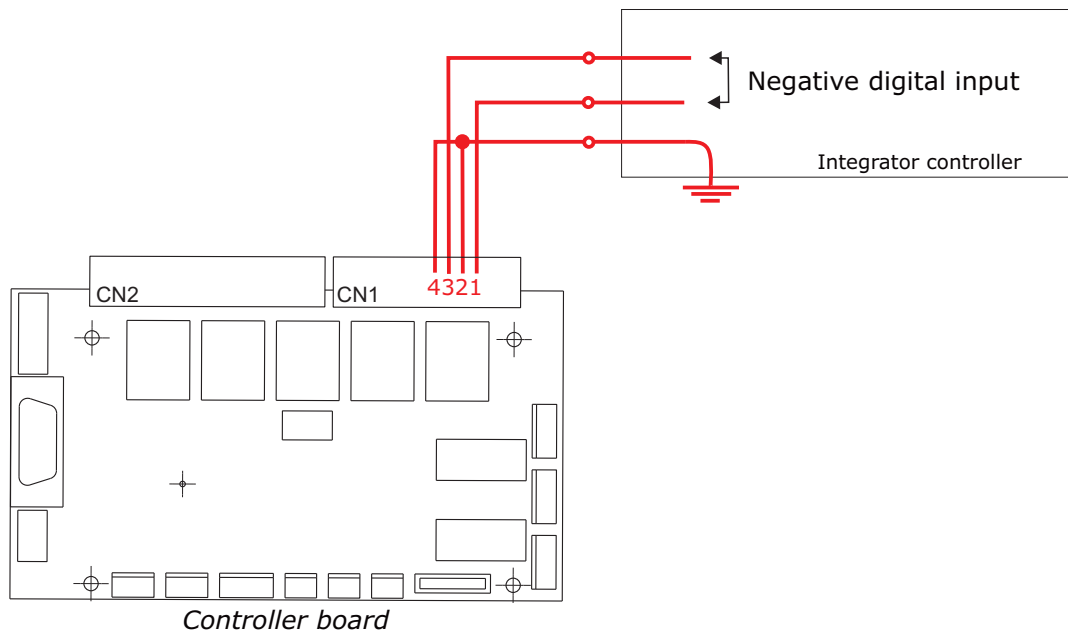 Negative digital input
Integrator controller
CN2
CN1
4321
Controller board